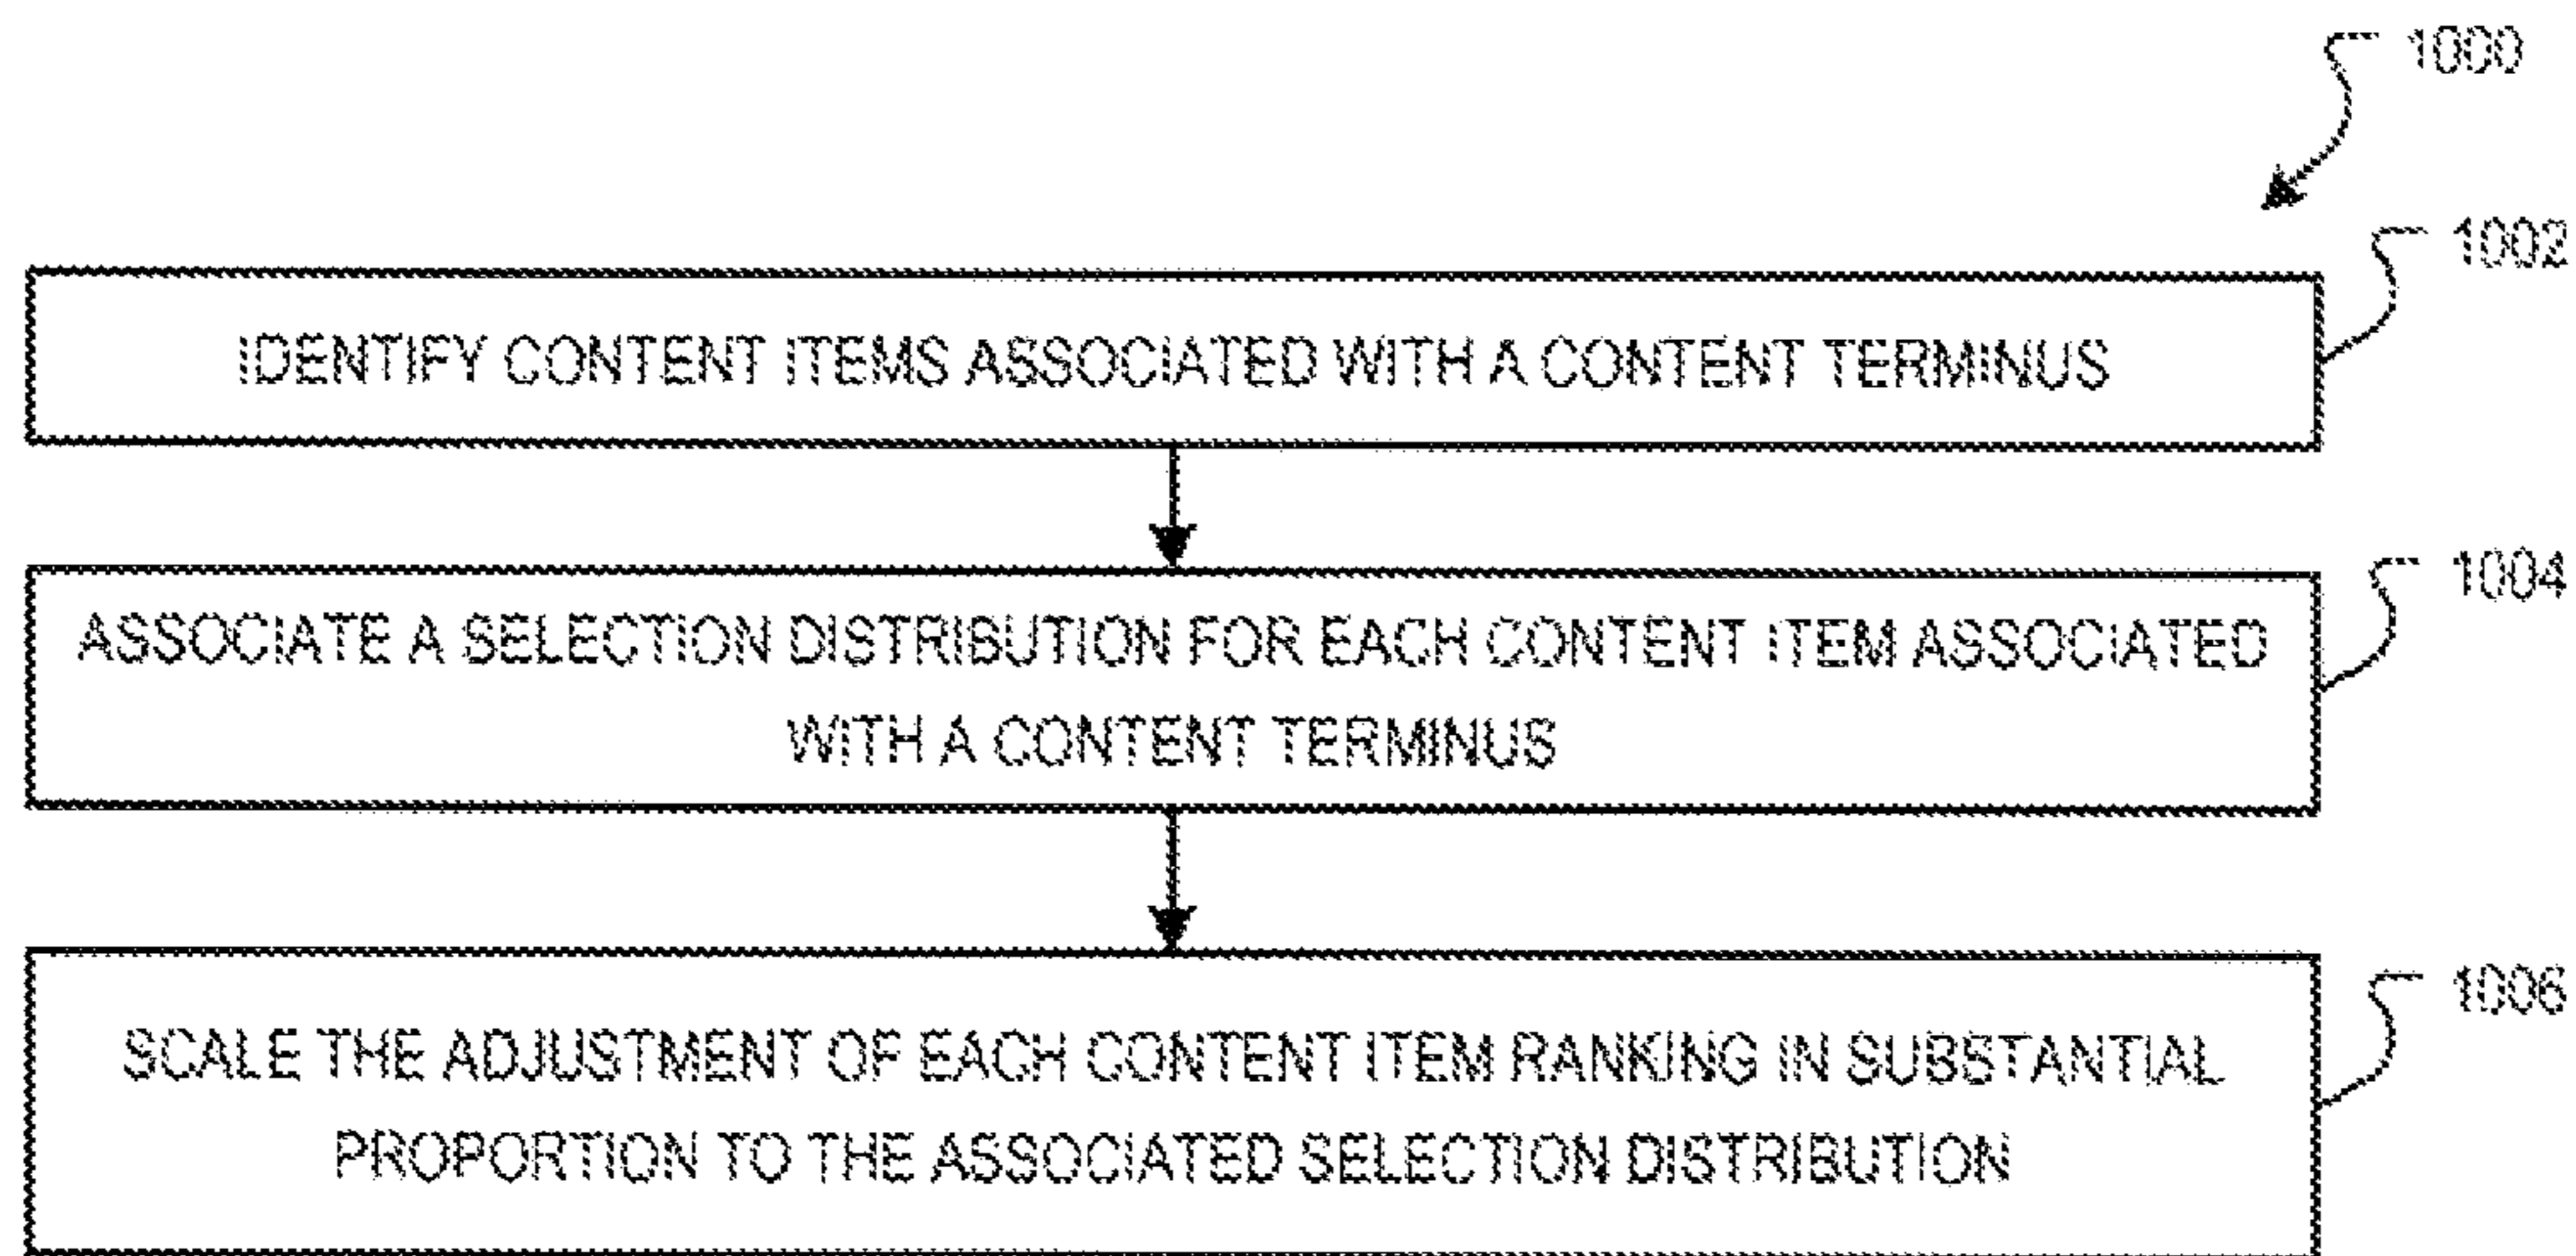 1000
1002
IDENTIFY CONTENT ITEMS ASSOCIATED WITH A CONTENT TERMINUS
1004
ASSOCIATE A SELECTION DISTRIBUTION FOR EACH CONTENT ITEM ASSOCIATED
WITH A CONTENT TERMINUS
1006
SCALE THE ADJUSTMENT OF EACH CONTENT ITEM RANKING IN SUBSTANTIAL
PROPORTION TO THE ASSOCIATED SELECTION DISTRIBUTION